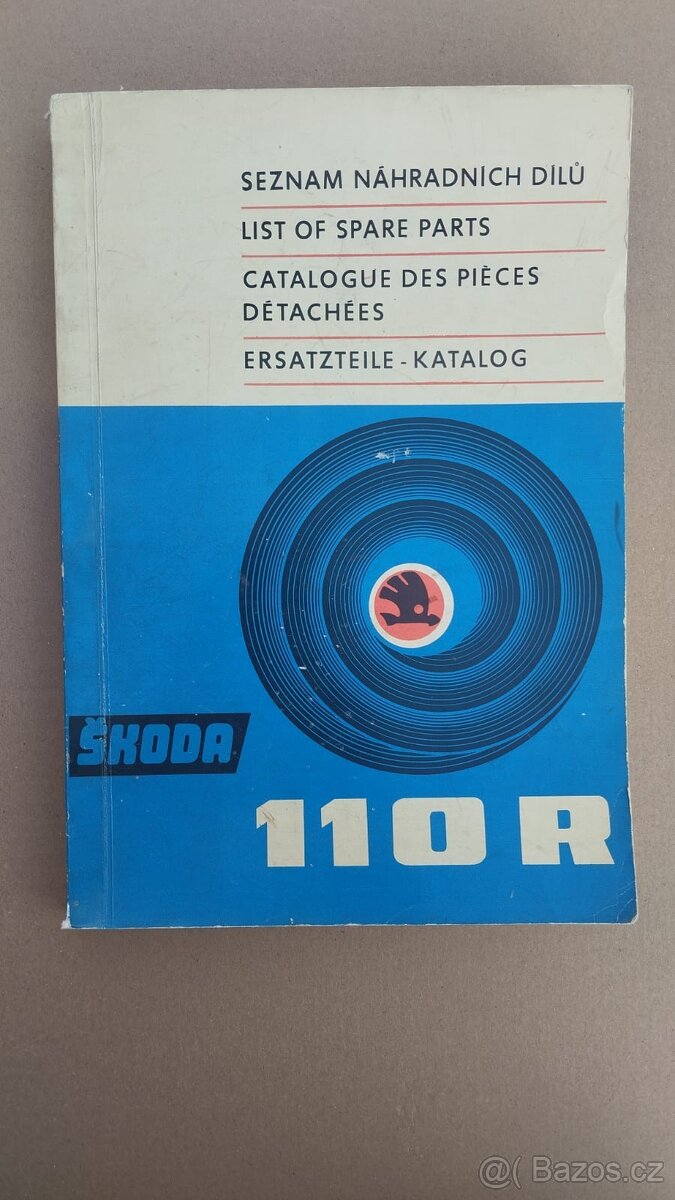 SEZNAM NÁHRADNÍCH DÍLŮ
LIST OF SPARE PARTS
CATALOGUE DES PIÈCES
DÉTACHÉES
ERSATZTEILE - KATALOG
ŠKODA
110 R
@( Bazos.cz